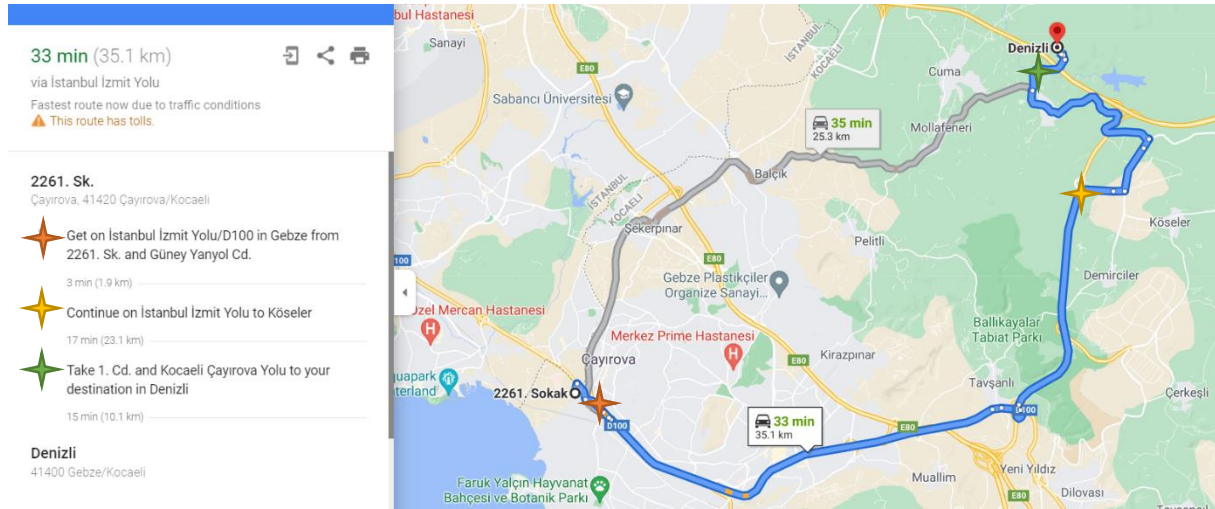 33 min (35.1 km)
via İstanbul İzmit Yolu
Fastest route now due to traffic conditions
This route has tolls.
2261. Sk.
Çayırova, 41420 Çayırova/Kocaeli
Get on İstanbul İzmit Yolu/D100 in Gebze from
2261. Sk. and Güney Yanyol Cd.
3 min (1.9 km)
Continue on İstanbul İzmit Yolu to Köseler
17 min (23.1 km)
Take 1. Cd. and Kocaeli Çayırova Yolu to your
destination in Denizli
15 min (10.1 km)
Denizli
41400 Gebze/Kocaeli
bul Hastanesi
Sanayi
E80
Sabancı Üniversitesi
İSTANBUL
KOCAELİ
Denizli
Cuma
35 min
25.3 km
Mollafeneri
Balçık
İSTANBUL
KOCAELİ
Şekerpınar
Köseler
Pelitli
100
E80
Gebze Plastikçiler
Organize Sanayi...
Demirciler
Özel Mercan Hastanesi
H
Merkez Prime Hastanesi
H
Ballıkayalar
Tabiat Parkı
Çayırova
E80
Kirazpınar
quapark
terland
2261. Sokak
Tavşanlı
Çerkeşli
D100
D100
33 min
35.1 km
E80
Faruk Yalçın Hayvanat
Bahçesi ve Botanik Parkı
Muallim
Yeni Yıldız
E80
Dilovası